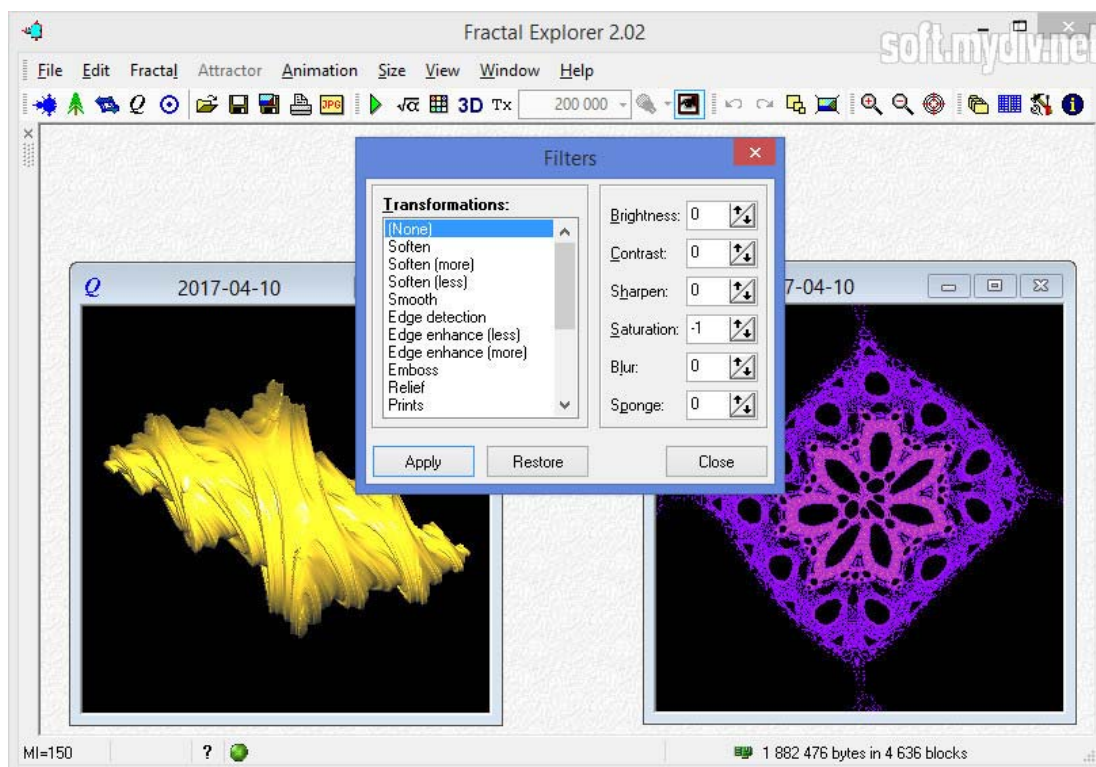 Fractal Explorer 2.02
soft.mydiv.net
File Edit Fractal Attractor Animation Size View Window Help
Q JPG √α 3D Tx 200 000
Filters
Transformations:
(None)
Soften
Soften (more)
Soften (less)
Smooth
Edge detection
Edge enhance (less)
Edge enhance (more)
Emboss
Relief
Prints
Brightness: 0
Contrast: 0
Sharpen: 0
Saturation: -1
Blur: 0
Sponge: 0
Apply Restore Close
Q 2017-04-10
7-04-10
MI=150 ? 1 882 476 bytes in 4 636 blocks